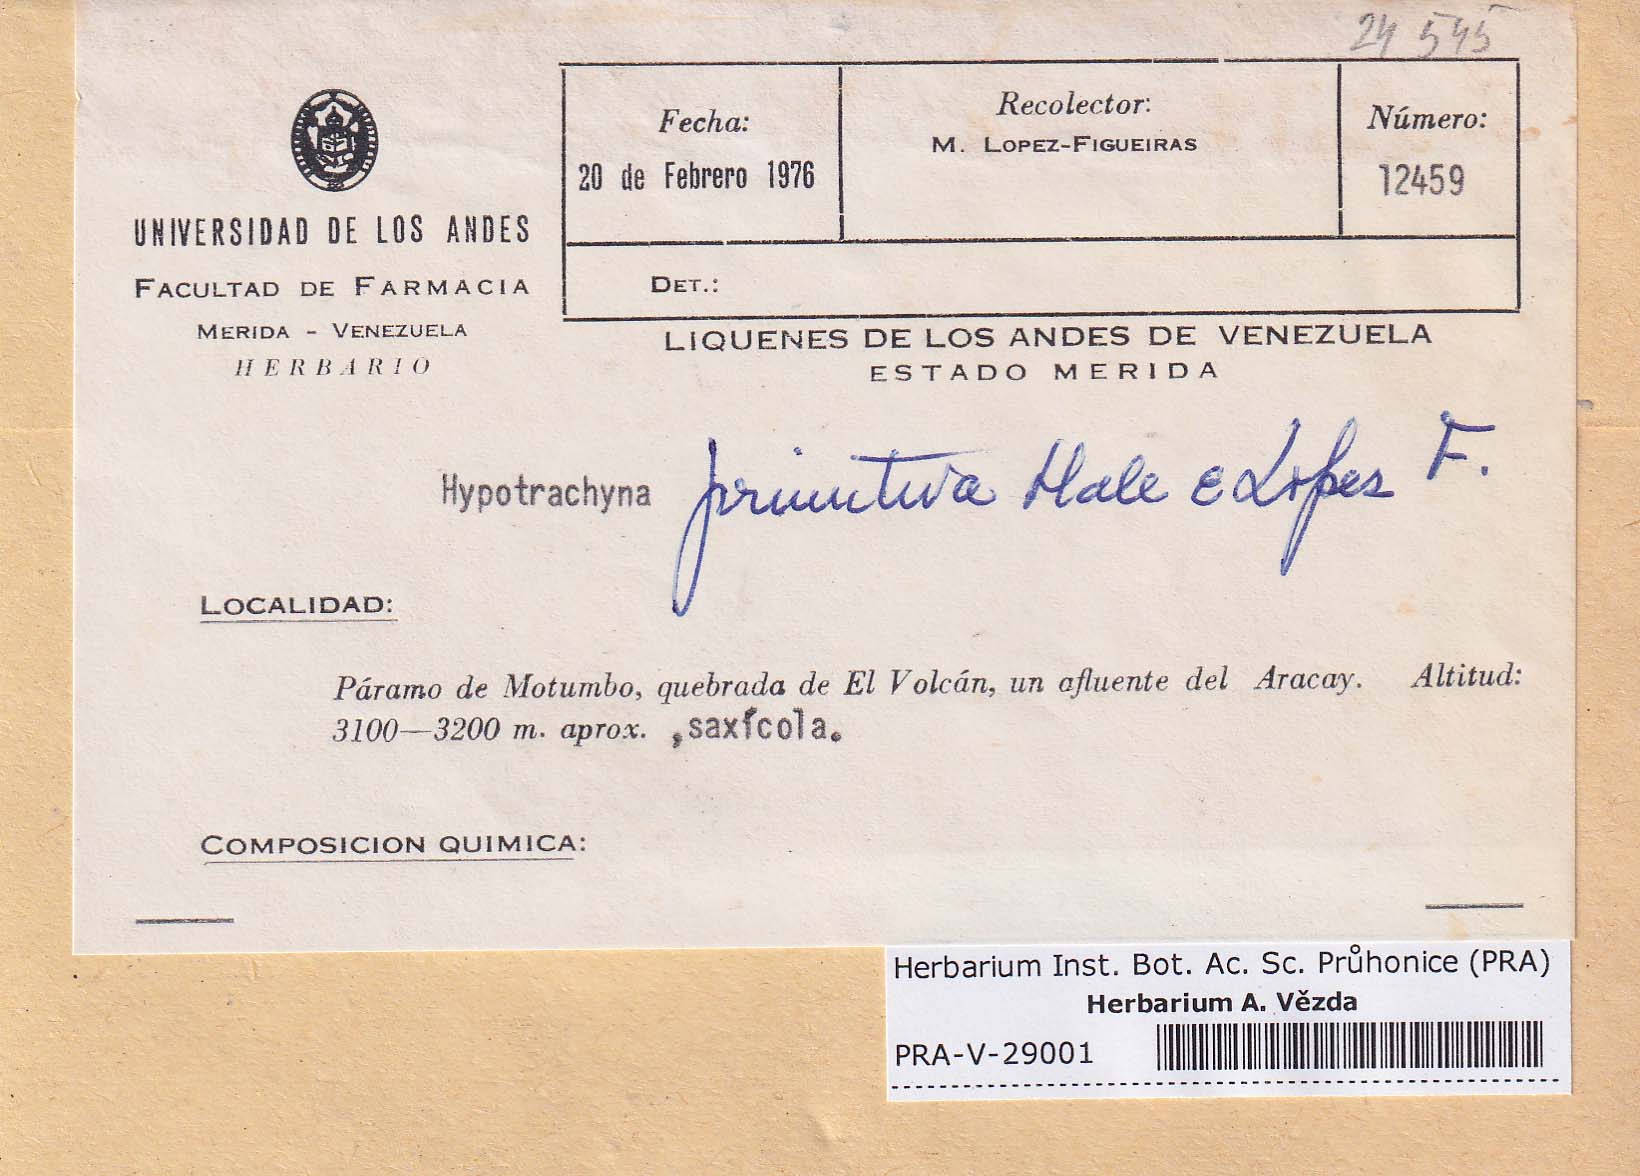 24 545
UNIVERSIDAD DE LOS ANDES
FACULTAD DE FARMACIA
MERIDA - VENEZUELA
HERBARIO
Fecha:
20 de Febrero 1976
Recolector:
M. LOPEZ-FIGUEIRAS
Número:
12459
DET.:
LIQUENES DE LOS ANDES DE VENEZUELA
ESTADO MERIDA
Hypotrachyna primitiva Hale e López F.
LOCALIDAD:
Páramo de Motumbo, quebrada de El Volcán, un afluente del Aracay. Altitud:
3100—3200 m. aprox. ,saxícola.
COMPOSICION QUIMICA:
Herbarium Inst. Bot. Ac. Sc. Průhonice (PRA)
Herbarium A. Vězda
PRA-V-29001